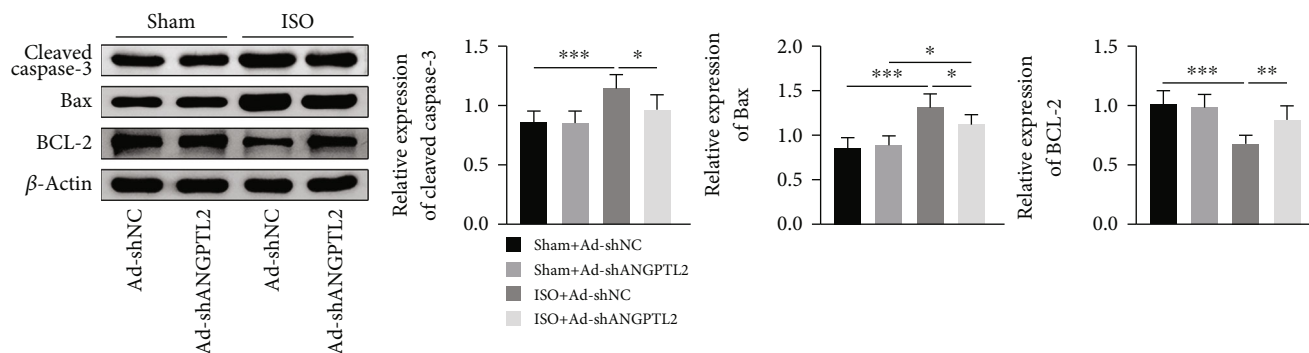 Sham ISO
Cleaved
caspase-3
Bax
BCL-2
β-Actin
Ad-shNC
Ad-shANGPTL2
Ad-shNC
Ad-shANGPTL2
Relative expression
of cleaved caspase-3
1.5
1.0
0.5
0.0
*** *
Sham+Ad-shNC
Sham+Ad-shANGPTL2
ISO+Ad-shNC
ISO+Ad-shANGPTL2
Relative expression
of Bax
2.0
1.5
1.0
0.5
0.0
*
*** *
Relative expression
of BCL-2
1.5
1.0
0.5
0.0
*** **